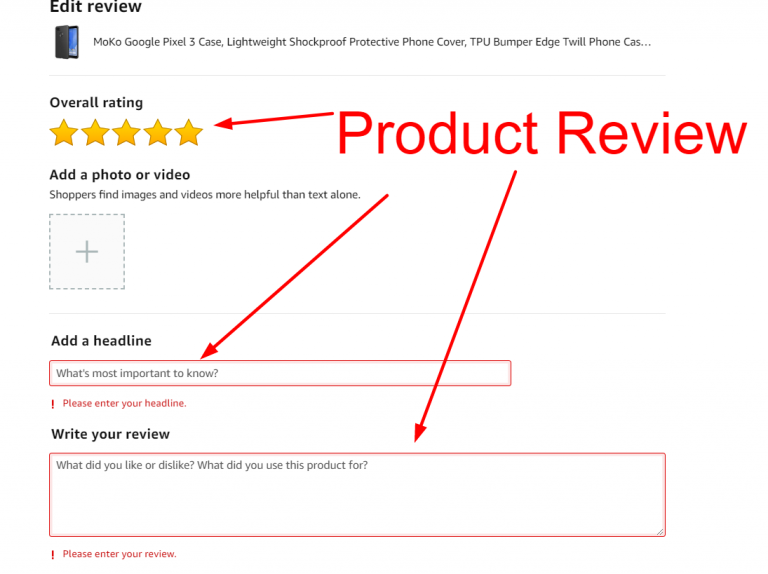 Edit review
MoKo Google Pixel 3 Case, Lightweight Shockproof Protective Phone Cover, TPU Bumper Edge Twill Phone Cas...
Overall rating
Product Review
Add a photo or video
Shoppers find images and videos more helpful than text alone.
Add a headline
What's most important to know?
! Please enter your headline.
Write your review
What did you like or dislike? What did you use this product for?
! Please enter your review.